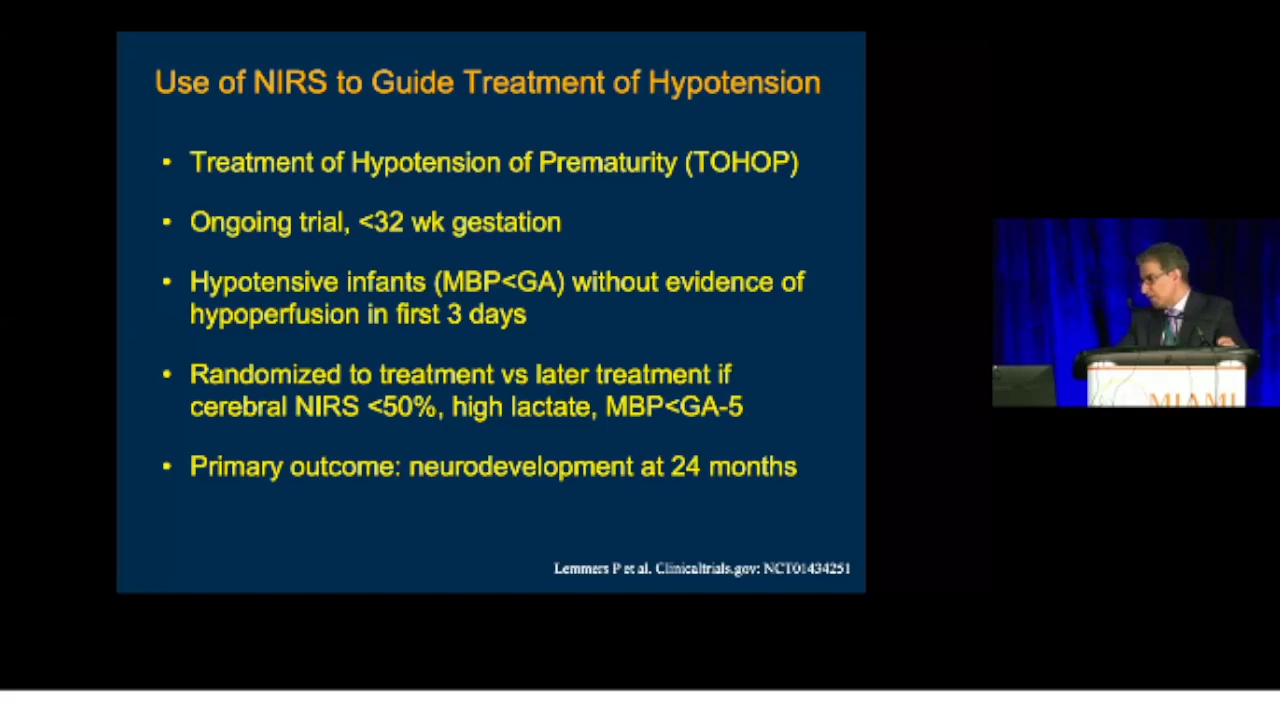 Use of NIRS to Guide Treatment of Hypotension
• Treatment of Hypotension of Prematurity (TOHOP)
• Ongoing trial, <32 wk gestation
• Hypotensive infants (MBP<GA) without evidence of
hypoperfusion in first 3 days
• Randomized to treatment vs later treatment if
cerebral NIRS <50%, high lactate, MBP<GA-5
• Primary outcome: neurodevelopment at 24 months
Lemmers P et al. Clinicaltrials.gov: NCT01434251
MIAMI